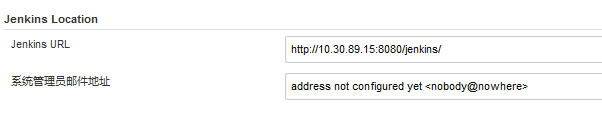 Jenkins Location
Jenkins URL
http://10.30.89.15:8080/jenkins/
系统管理员邮件地址
address not configured yet <nobody@nowhere>